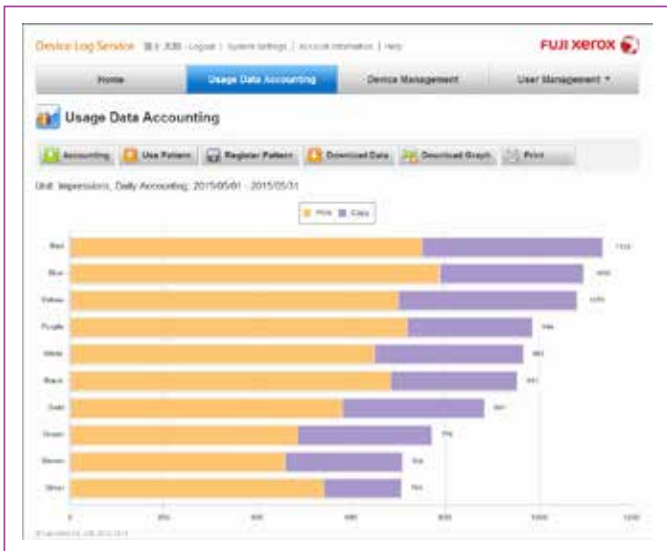 Device Log Service Logout | System settings | Account Information | Help
FUJI xerox
Home Usage Data Accounting Device Management User Management
Usage Data Accounting
Accounting Use Pattern Register Pattern Download Data Download Graph Print
Unit: Impressions, Daily Accounting: 2015/05/01 - 2015/05/31
Print Copy
Red
Blue
Yellow
Purple
White
Black
Gold
Green
Brown
Silver
0 200 400 600 800 1000 1200